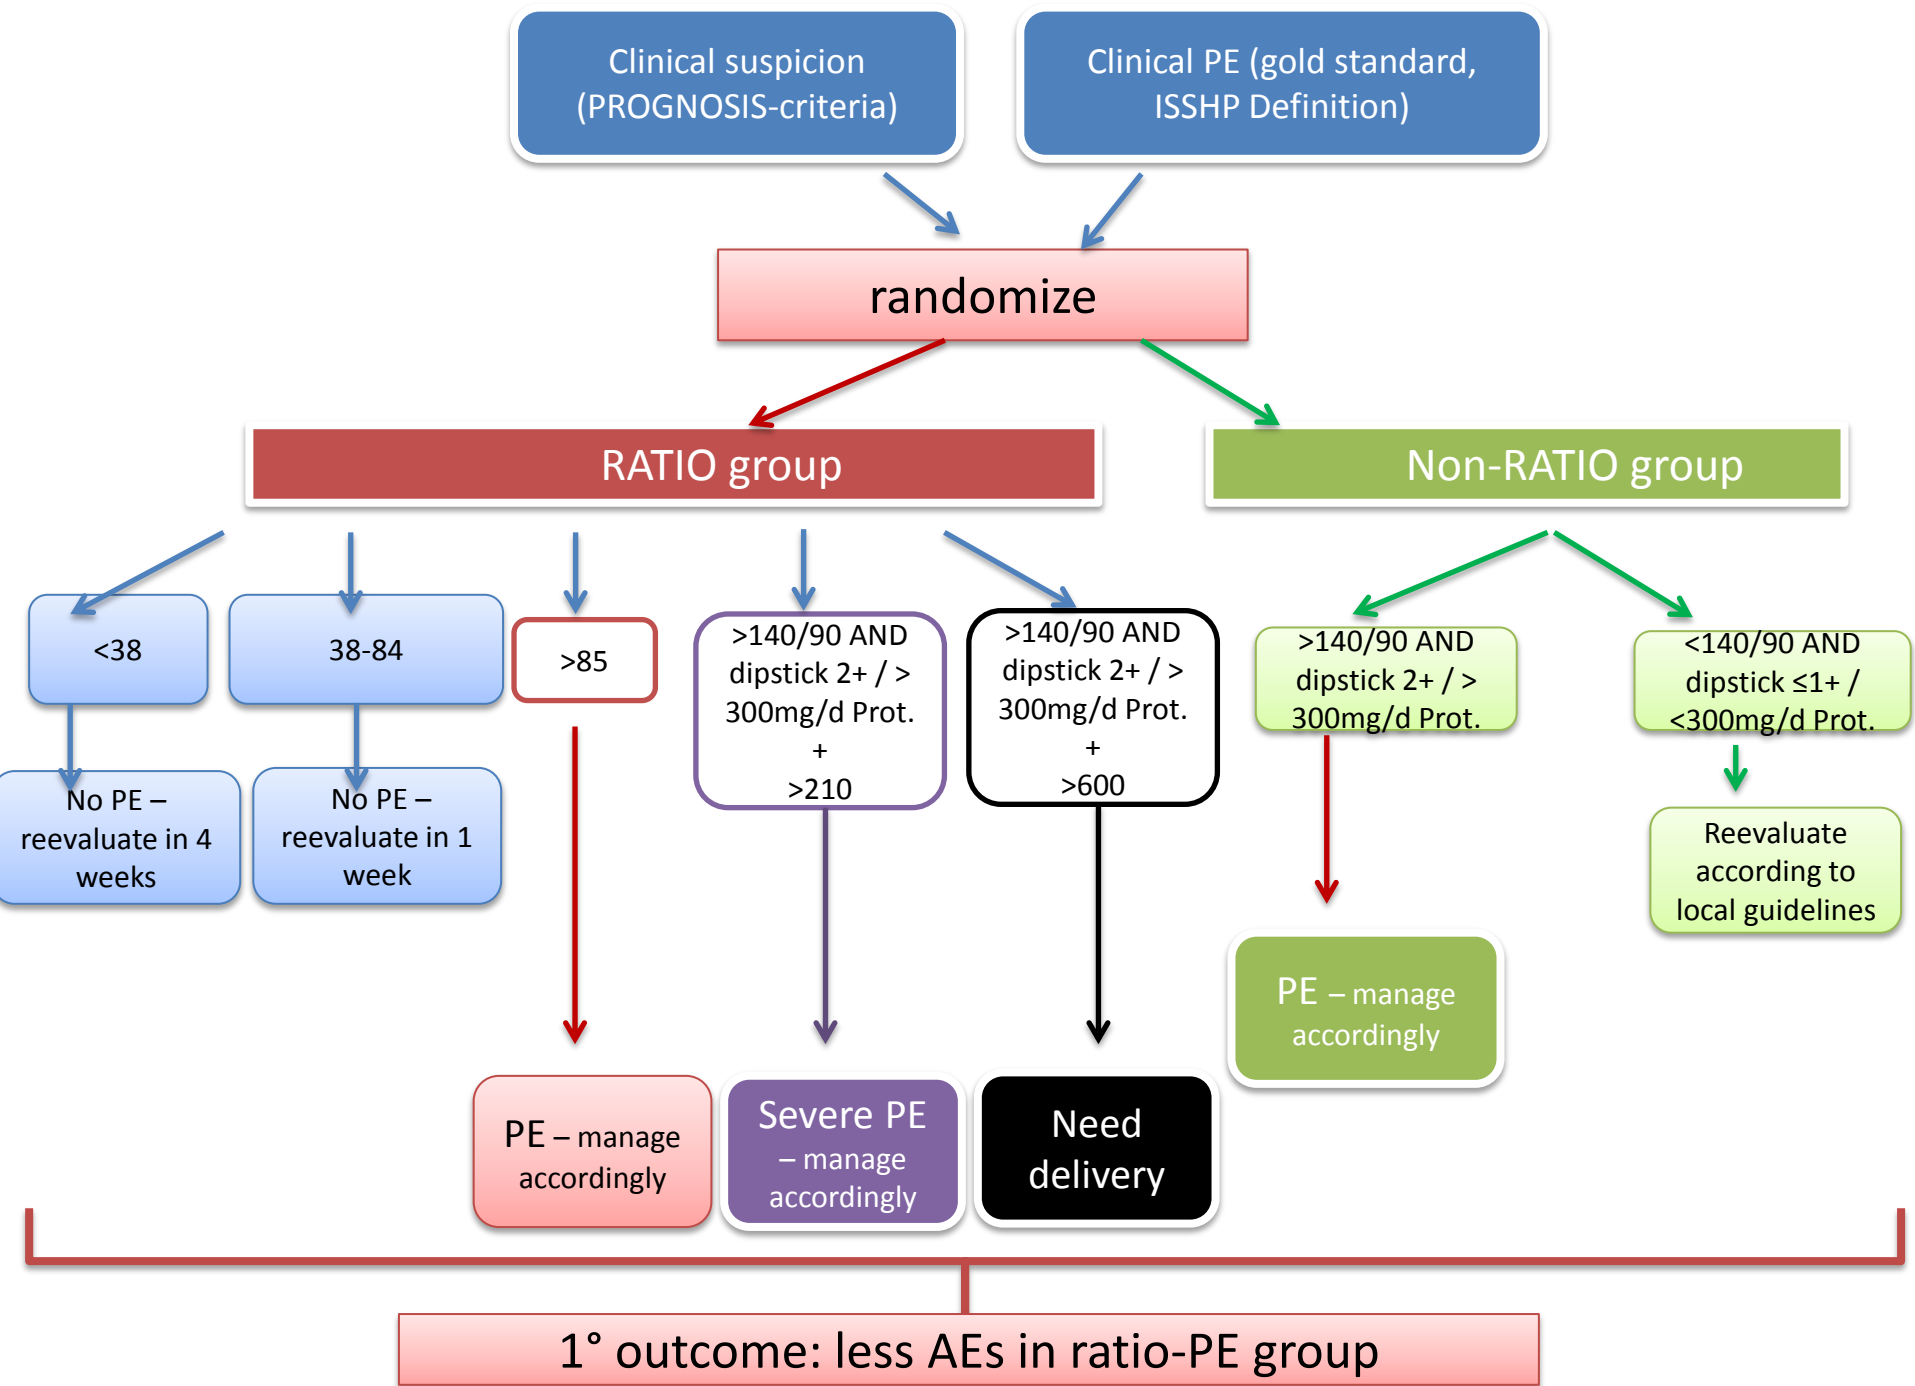 Clinical suspicion
(PROGNOSIS-criteria)
Clinical PE (gold standard,
ISSHP Definition)
randomize
RATIO group
Non-RATIO group
<38
38-84
>85
>140/90 AND
dipstick 2+ / >
300mg/d Prot.
+
>210
>140/90 AND
dipstick 2+ / >
300mg/d Prot.
+
>600
>140/90 AND
dipstick 2+ / >
300mg/d Prot.
<140/90 AND
dipstick ≤1+ /
<300mg/d Prot.
No PE –
reevaluate in 4
weeks
No PE –
reevaluate in 1
week
Reevaluate
according to
local guidelines
PE – manage
accordingly
PE – manage
accordingly
Severe PE
– manage
accordingly
Need
delivery
1° outcome: less AEs in ratio-PE group